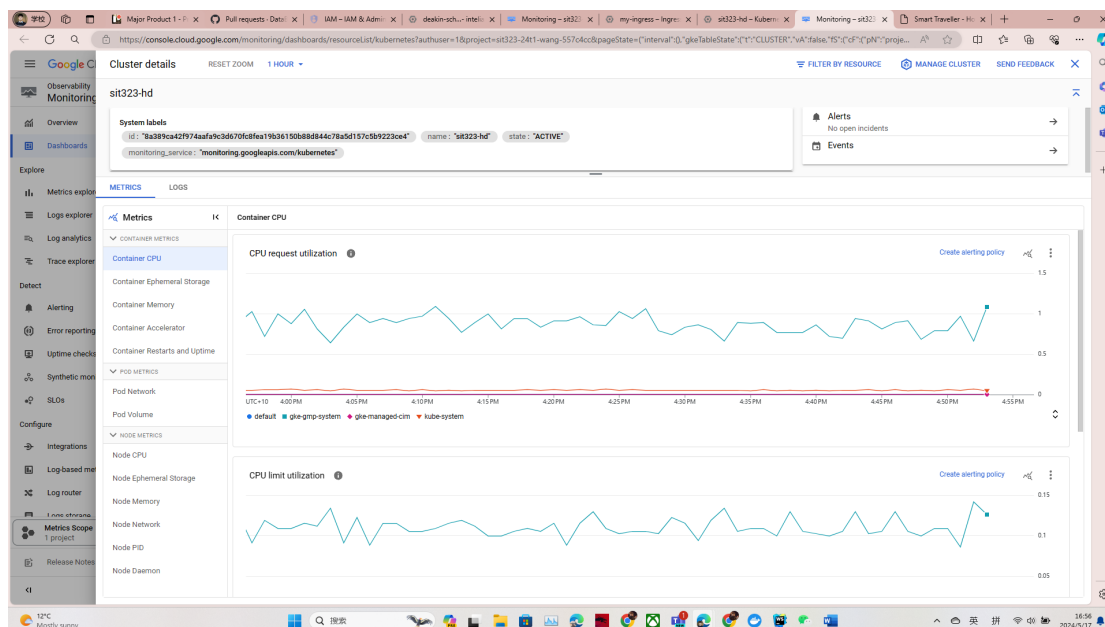 学校
Major Product 1 - P
Pull requests · Datal
IAM – IAM & Admin
deakin-sch...-intelli
Monitoring – sit323
my-ingress – Ingres
sit323-hd – Kuberne
Monitoring – sit323
Smart Traveller - Ho
https://console.cloud.google.com/monitoring/dashboards/resourceList/kubernetes?authuser=1&project=sit323-24t1-wang-557c4cc&pageState=("interval":(),"gkeTableState":("t":"CLUSTER","vA":false,"fS":("cF":("pN":"proje...
Google Cl
Observability
Monitoring
Overview
Dashboards
Explore
Metrics explor
Logs explorer
Log analytics
Trace explorer
Detect
Alerting
Error reporting
Uptime checks
Synthetic mon
SLOs
Configure
Integrations
Log-based met
Log router
Logs storage
Metrics Scope
1 project
Release Notes
Cluster details
RESET ZOOM
1 HOUR
FILTER BY RESOURCE
MANAGE CLUSTER
SEND FEEDBACK
sit323-hd
System labels
id : "8a389ca42f974aafa9c3d670fc8fea19b36150b88d844c78a5d157c5b9223ce4"
name : "sit323-hd"
state : "ACTIVE"
monitoring_service : "monitoring.googleapis.com/kubernetes"
Alerts
No open incidents
Events
METRICS
LOGS
Metrics
CONTAINER METRICS
Container CPU
Container Ephemeral Storage
Container Memory
Container Accelerator
Container Restarts and Uptime
POD METRICS
Pod Network
Pod Volume
NODE METRICS
Node CPU
Node Ephemeral Storage
Node Memory
Node Network
Node PID
Node Daemon
Container CPU
CPU request utilization
Create alerting policy
1.5
1
0.5
0
UTC+10 4:00 PM 4:05 PM 4:10 PM 4:15 PM 4:20 PM 4:25 PM 4:30 PM 4:35 PM 4:40 PM 4:45 PM 4:50 PM 4:55 PM
default gke-gmp-system gke-managed-cim kube-system
CPU limit utilization
Create alerting policy
0.15
0.1
0.05
12°C
Mostly sunny
搜索
英
拼
16:56
2024/5/17